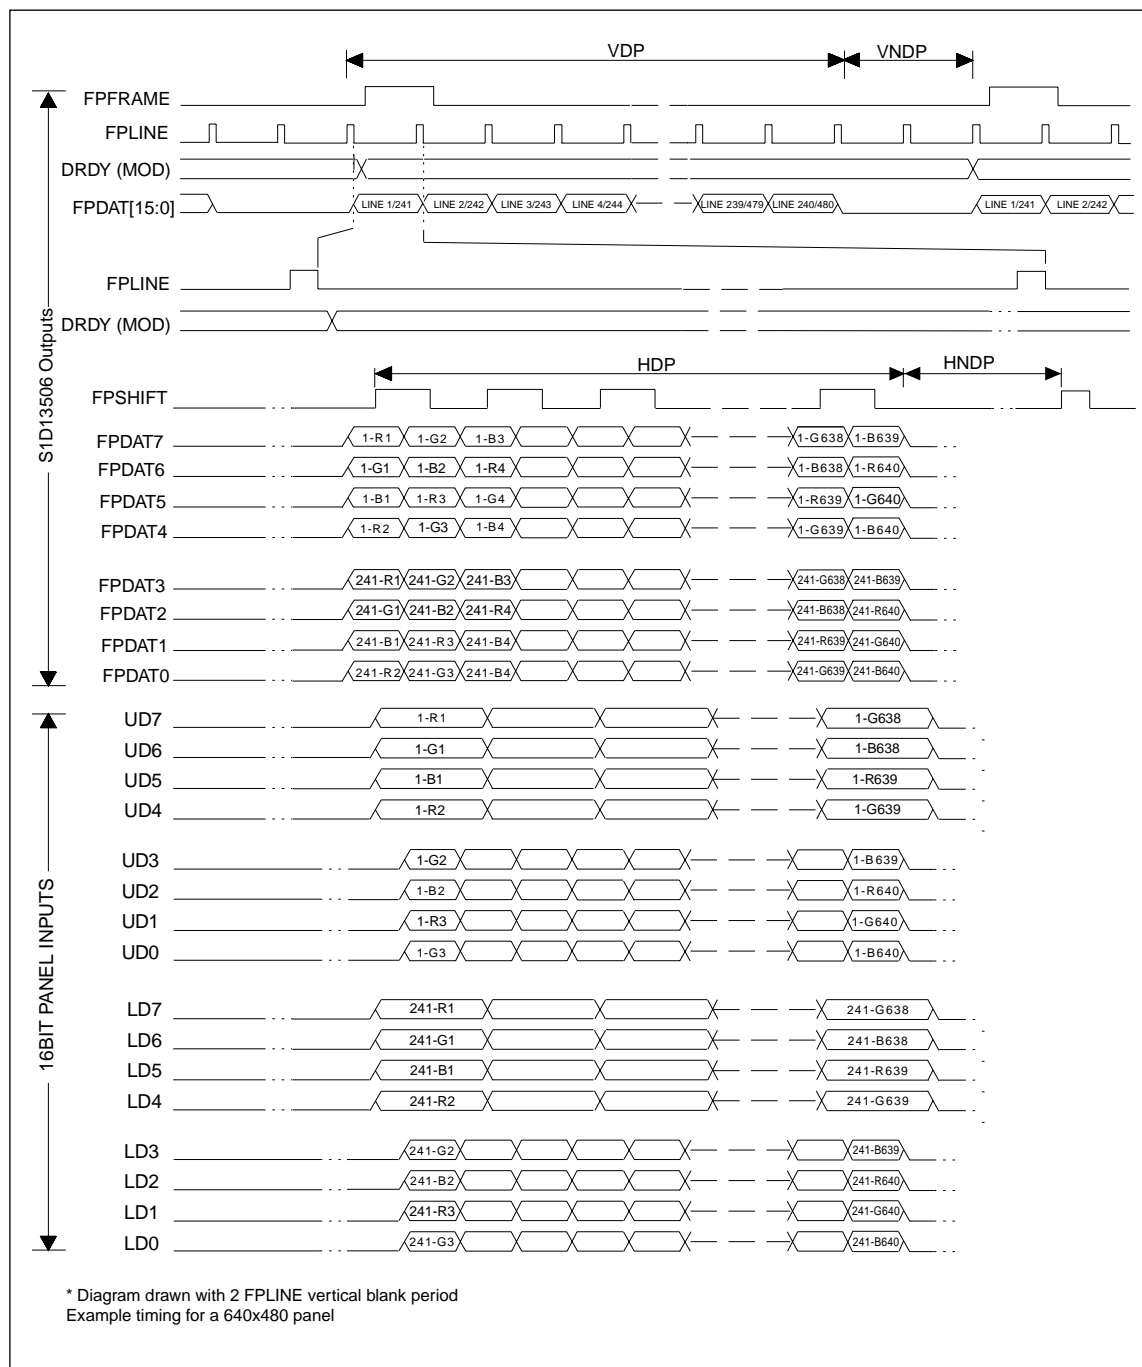 VDP VNDP
FPFRAME
FPLINE
DRDY (MOD)
FPDAT[15:0] LINE 1/241 LINE 2/242 LINE 3/243 LINE 4/244 LINE 239/479 LINE 240/480 LINE 1/241 LINE 2/242
FPLINE
DRDY (MOD)
HDP HNDP
FPSHIFT
FPDAT7 1-R1 1-G2 1-B3 1-G638 1-B639
FPDAT6 1-G1 1-B2 1-R4 1-B638 1-R640
FPDAT5 1-B1 1-R3 1-G4 1-R639 1-G640
FPDAT4 1-R2 1-G3 1-B4 1-G639 1-B640
FPDAT3 241-R1 241-G2 241-B3 241-G638 241-B639
FPDAT2 241-G1 241-B2 241-R4 241-B638 241-R640
FPDAT1 241-B1 241-R3 241-B4 241-R639 241-G640
FPDAT0 241-R2 241-G3 241-B4 241-G639 241-B640
S1D13506 Outputs
UD7 1-R1 1-G638
UD6 1-G1 1-B638
UD5 1-B1 1-R639
UD4 1-R2 1-G639
UD3 1-G2 1-B639
UD2 1-B2 1-R640
UD1 1-R3 1-G640
UD0 1-G3 1-B640
LD7 241-R1 241-G638
LD6 241-G1 241-B638
LD5 241-B1 241-R639
LD4 241-R2 241-G639
LD3 241-G2 241-B639
LD2 241-B2 241-R640
LD1 241-R3 241-G640
LD0 241-G3 241-B640
16BIT PANEL INPUTS
* Diagram drawn with 2 FPLINE vertical blank period
Example timing for a 640x480 panel